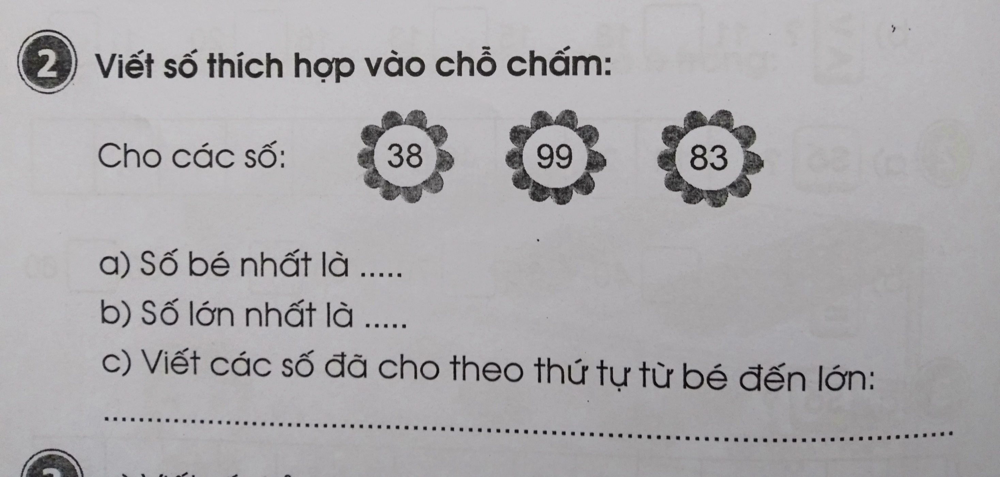 2 Viết số thích hợp vào chỗ chấm:
Cho các số: 38 99 83
a) Số bé nhất là .....
b) Số lớn nhất là .....
c) Viết các số đã cho theo thứ tự từ bé đến lớn:
..........................................................................................